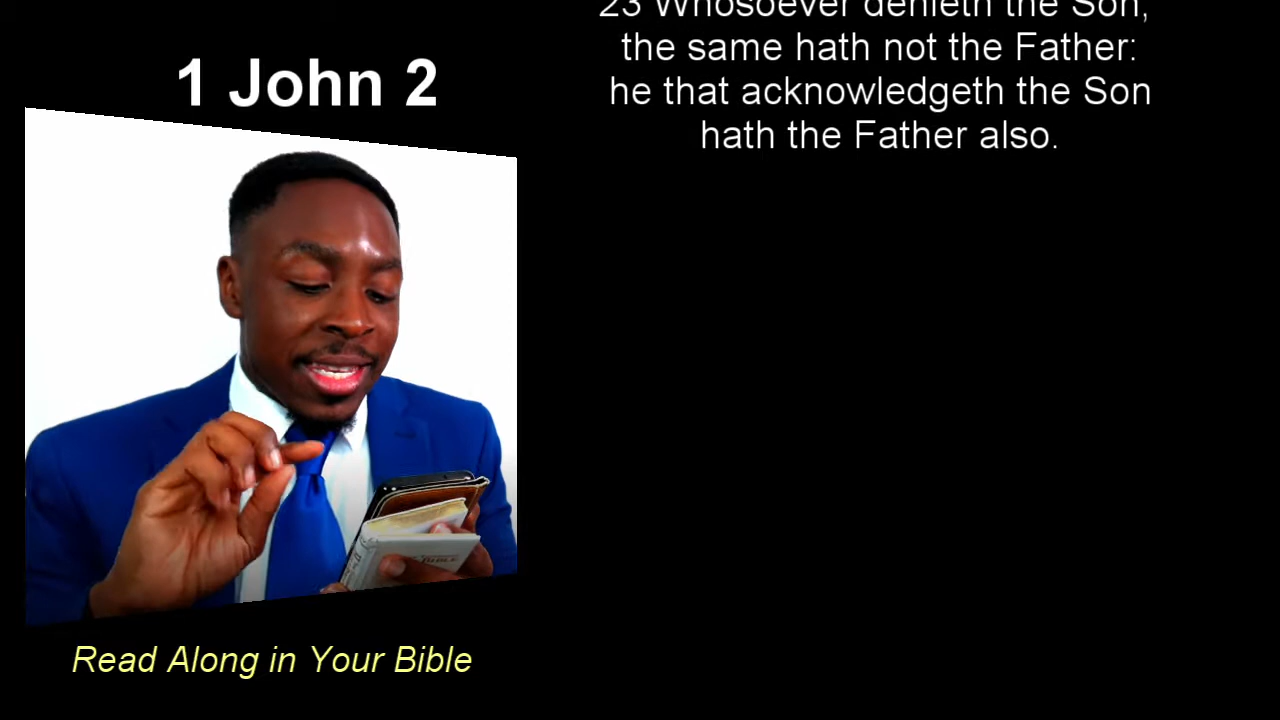 1 John 2
23 Whosoever denieth the Son,
the same hath not the Father:
he that acknowledgeth the Son
hath the Father also.
BIBLE
Read Along in Your Bible